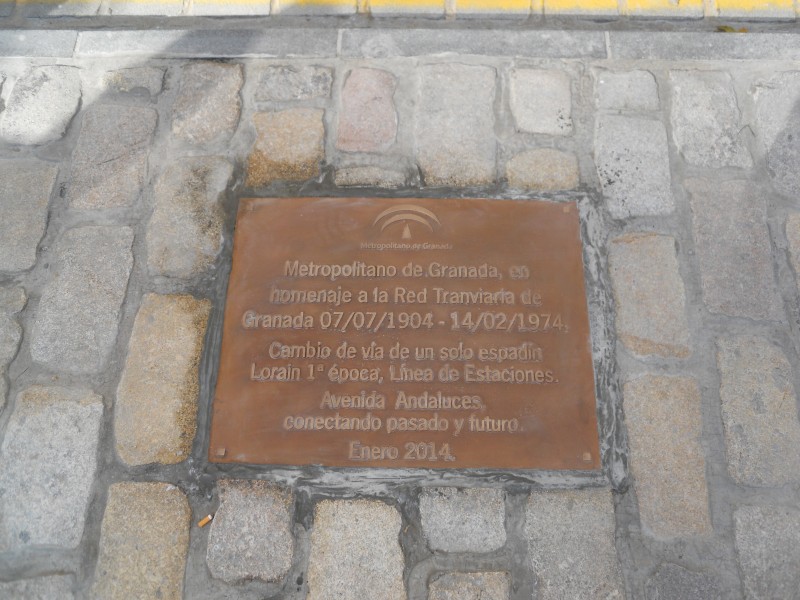 Metropolitano de Granada
Metropolitano de Granada, en
homenaje a la Red Tranviaria de
Granada 07/07/1904 - 14/02/1974.
Cambio de vía de un solo espadín
Lorain 1ª época, Línea de Estaciones.
Avenida Andaluces,
conectando pasado y futuro.
Enero 2014.